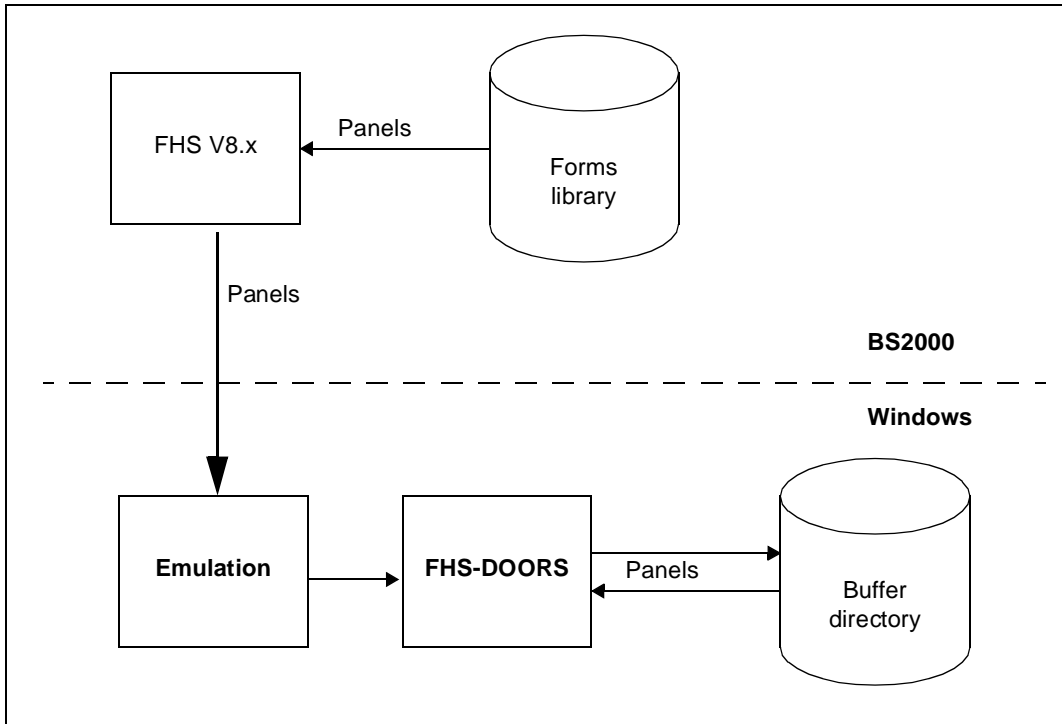 FHS V8.x
Panels
Forms
library
Panels
BS2000
Windows
Emulation
FHS-DOORS
Panels
Buffer
directory